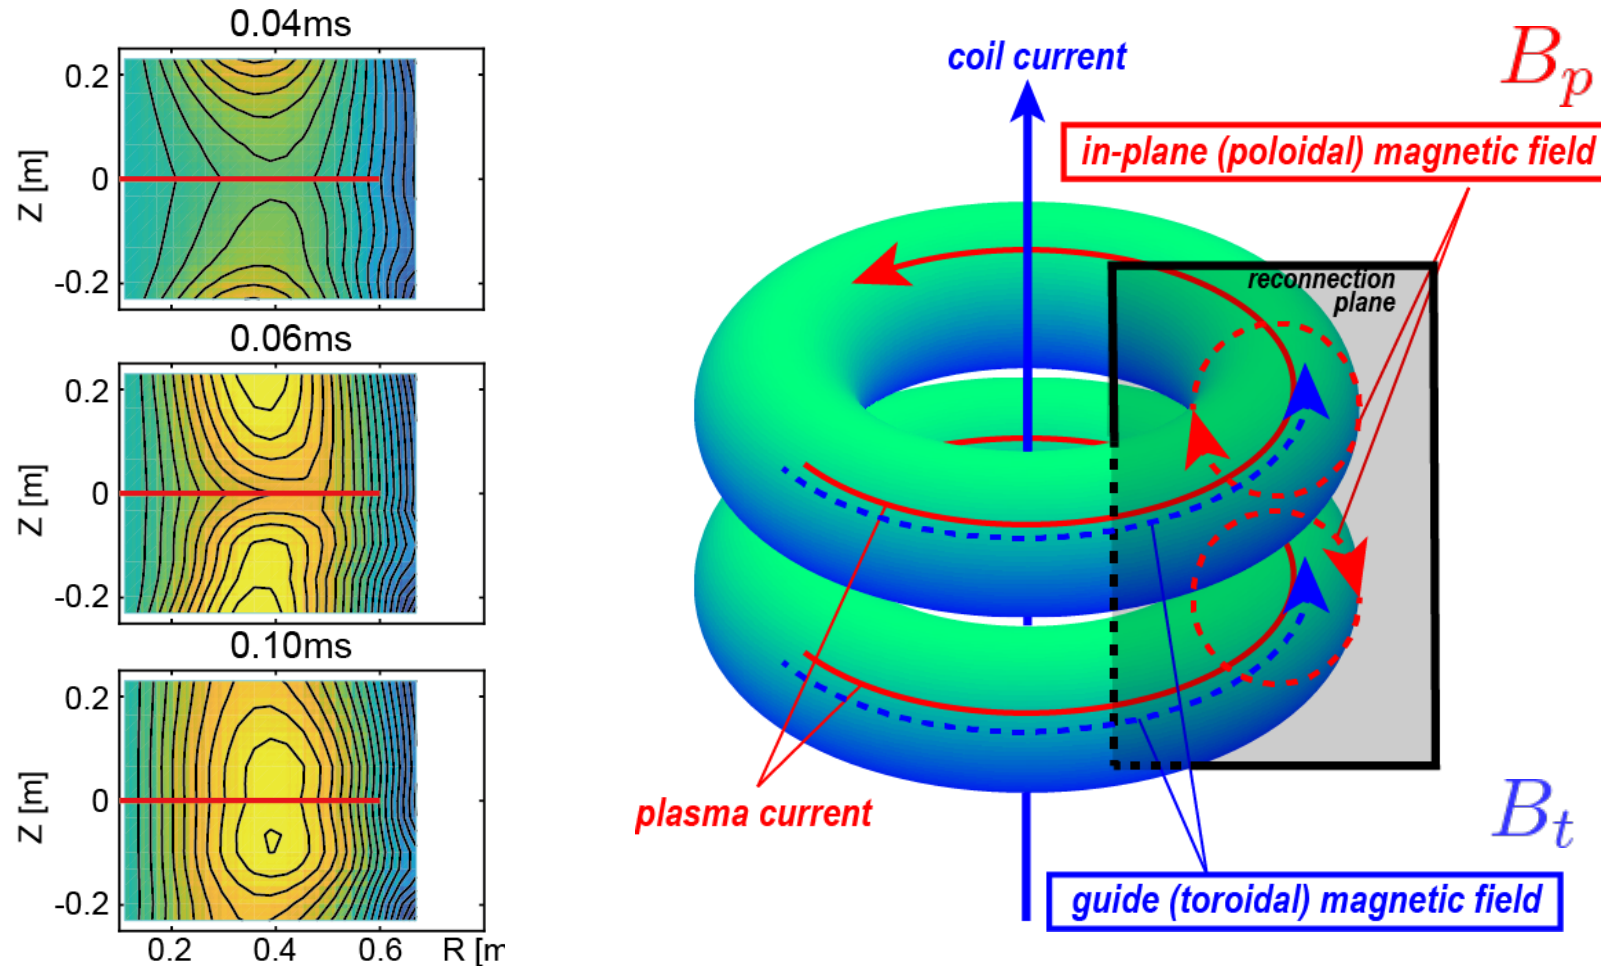 0.04ms
0.2
0
-0.2
Z [m]
0.06ms
0.2
0
-0.2
Z [m]
0.10ms
0.2
0
-0.2
Z [m]
0.2
0.4
0.6
R [m
coil current
B_p
in-plane (poloidal) magnetic field
reconnection
plane
plasma current
B_t
guide (toroidal) magnetic field